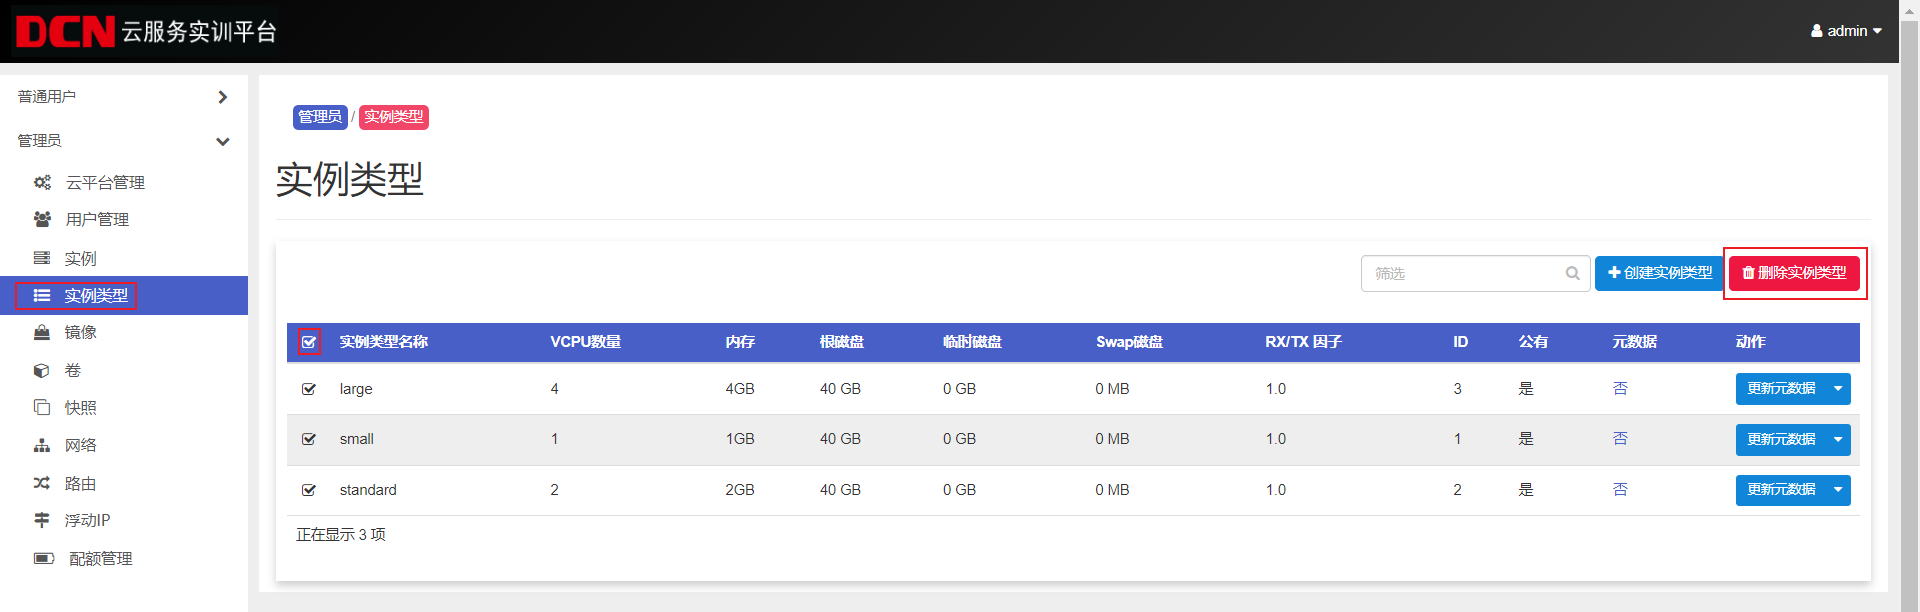 DCN 云服务实训平台
admin
普通用户
管理员
云平台管理
用户管理
实例
实例类型
镜像
卷
快照
网络
路由
浮动IP
配额管理
管理员 / 实例类型
实例类型
筛选 创建实例类型 删除实例类型
实例类型名称 VCPU数量 内存 根磁盘 临时磁盘 Swap磁盘 RX/TX 因子 ID 公有 元数据 动作
large 4 4GB 40 GB 0 GB 0 MB 1.0 3 是 否 更新元数据
small 1 1GB 40 GB 0 GB 0 MB 1.0 1 是 否 更新元数据
standard 2 2GB 40 GB 0 GB 0 MB 1.0 2 是 否 更新元数据
正在显示 3 项